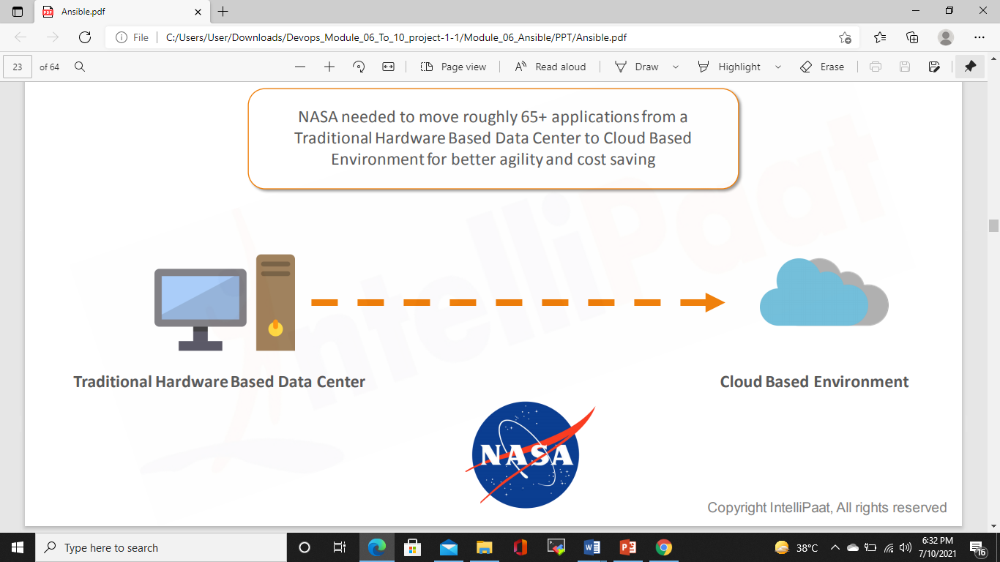 Ansible.pdf
File
C:/Users/User/Downloads/Devops_Module_06_To_10_project-1-1/Module_06_Ansible/PPT/Ansible.pdf
23 of 64
Page view
Read aloud
Draw
Highlight
Erase
NASA needed to move roughly 65+ applications from a
Traditional Hardware Based Data Center to Cloud Based
Environment for better agility and cost saving
IntelliPaat
Traditional Hardware Based Data Center
Cloud Based Environment
NASA
Copyright IntelliPaat, All rights reserved
Type here to search
38°C
6:32 PM
7/10/2021
16